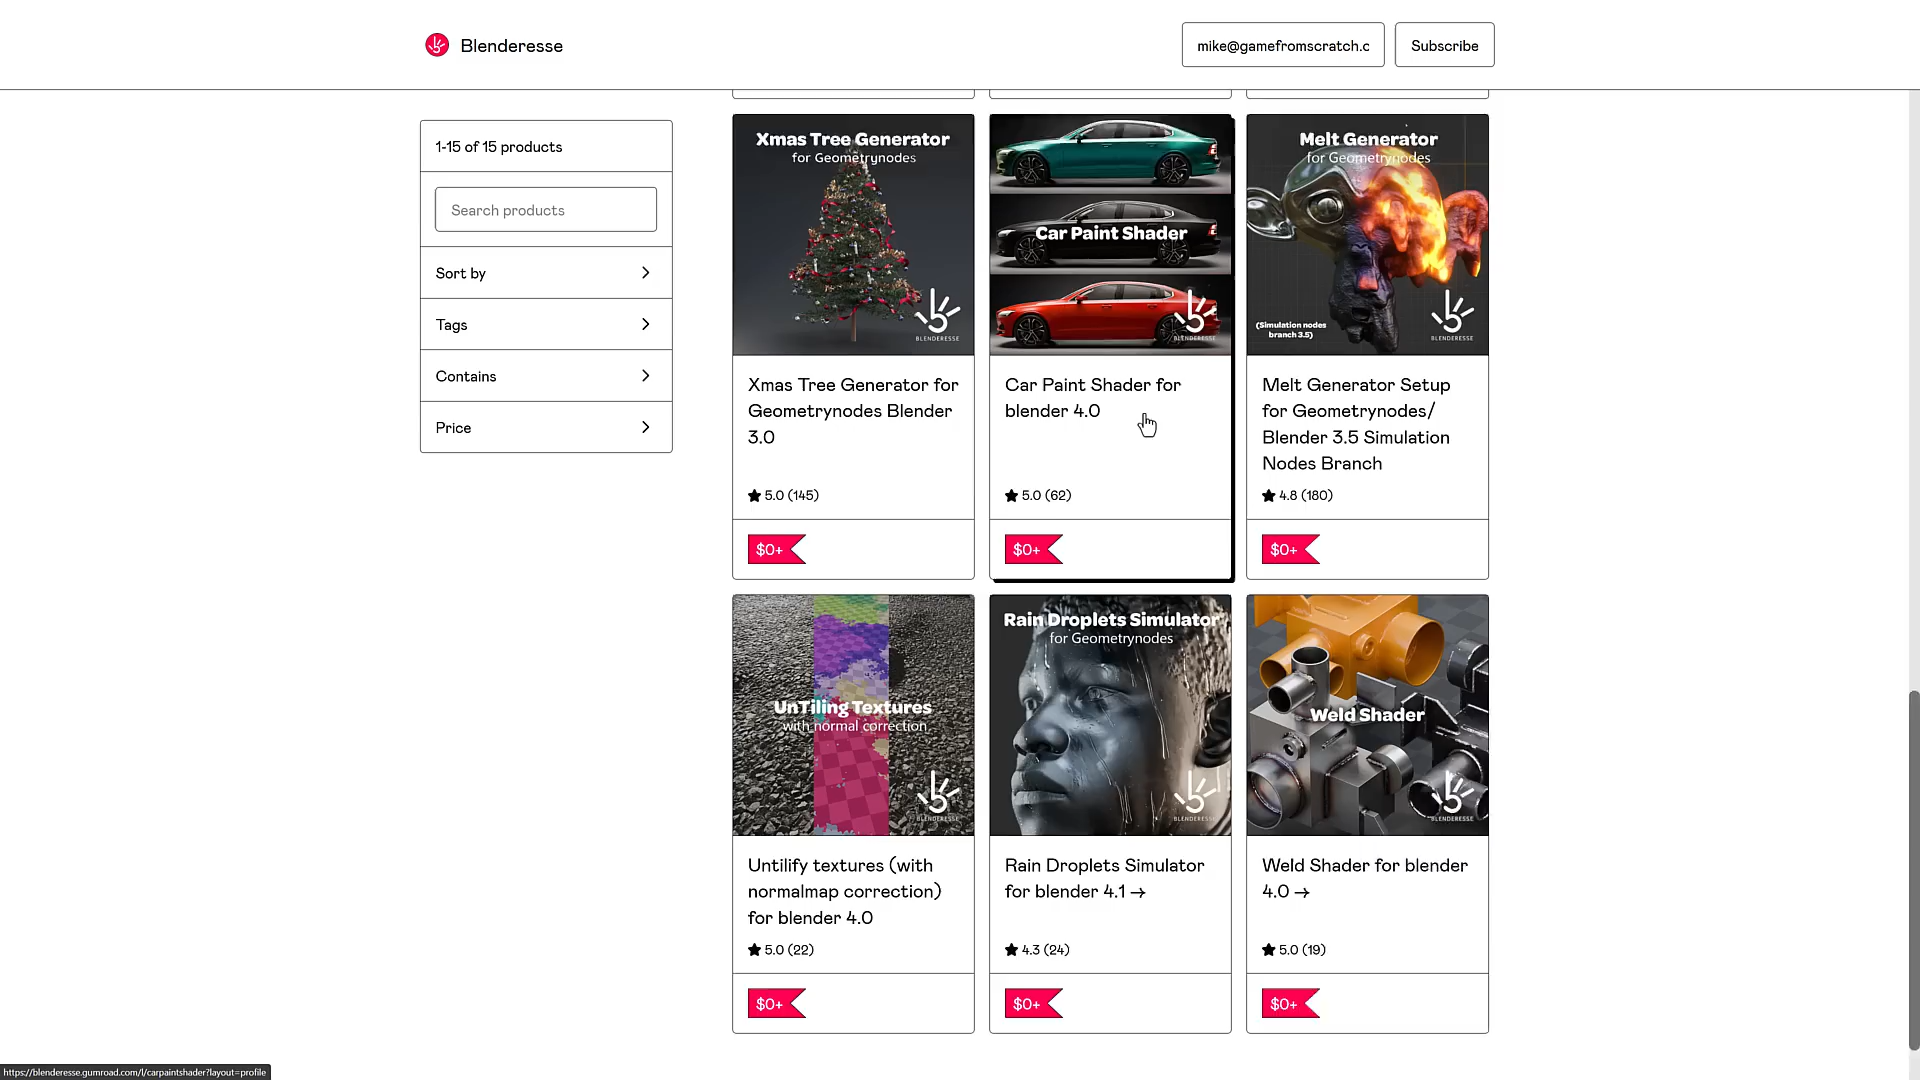 Blenderesse
mike@gamefromscratch.c
Subscribe
1-15 of 15 products
Search products
Sort by
Tags
Contains
Price
Xmas Tree Generator
for Geometrynodes
BLENDERESSE
Xmas Tree Generator for
Geometrynodes Blender
3.0
5.0 (145)
$0+
Car Paint Shader
BLENDERESSE
Car Paint Shader for
blender 4.0
5.0 (62)
$0+
Melt Generator
for Geometrynodes
(Simulation nodes
branch 3.5)
BLENDERESSE
Melt Generator Setup
for Geometrynodes/
Blender 3.5 Simulation
Nodes Branch
4.8 (180)
$0+
UnTiling Textures
with normal correction
BLENDERESSE
Untilify textures (with
normalmap correction)
for blender 4.0
5.0 (22)
$0+
Rain Droplets Simulator
for Geometrynodes
BLENDERESSE
Rain Droplets Simulator
for blender 4.1 →
4.3 (24)
$0+
Weld Shader
BLENDERESSE
Weld Shader for blender
4.0 →
5.0 (19)
$0+
https://blenderesse.gumroad.com/l/carpaintshader?layout=profile